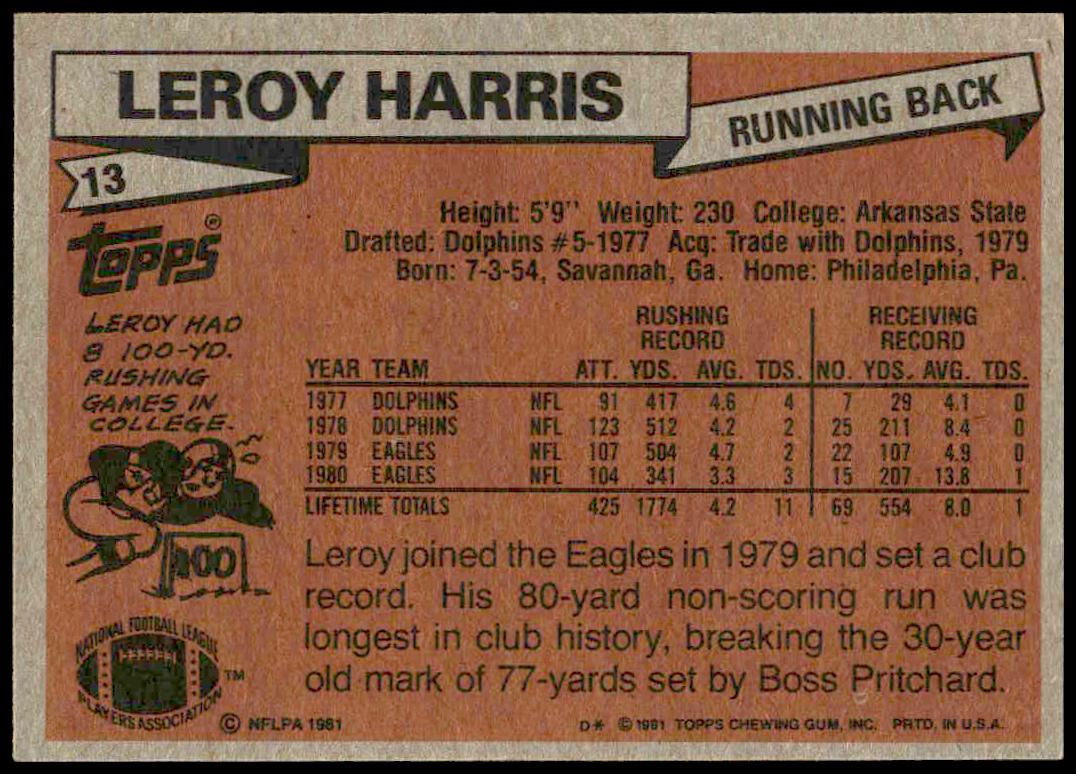 LEROY HARRIS
RUNNING BACK
13
Topps®
Height: 5'9" Weight: 230 College: Arkansas State
Drafted: Dolphins #5-1977 Acq: Trade with Dolphins, 1979
Born: 7-3-54, Savannah, Ga. Home: Philadelphia, Pa.
LEROY HAD
8 100-YD.
RUSHING
GAMES IN
COLLEGE.
100
RUSHING RECEIVING
RECORD RECORD
YEAR TEAM ATT. YDS. AVG. TDS. NO. YDS. AVG. TDS.
1977 DOLPHINS NFL 91 417 4.6 4 7 29 4.1 0
1978 DOLPHINS NFL 123 512 4.2 2 25 211 8.4 0
1979 EAGLES NFL 107 504 4.7 2 22 107 4.9 0
1980 EAGLES NFL 104 341 3.3 3 15 207 13.8 1
LIFETIME TOTALS 425 1774 4.2 11 69 554 8.0 1
Leroy joined the Eagles in 1979 and set a club
record. His 80-yard non-scoring run was
longest in club history, breaking the 30-year
old mark of 77-yards set by Boss Pritchard.
NATIONAL FOOTBALL LEAGUE
PLAYERS ASSOCIATION
TM
© NFLPA 1981
D* © 1981 TOPPS CHEWING GUM, INC. PRTD. IN U.S.A.